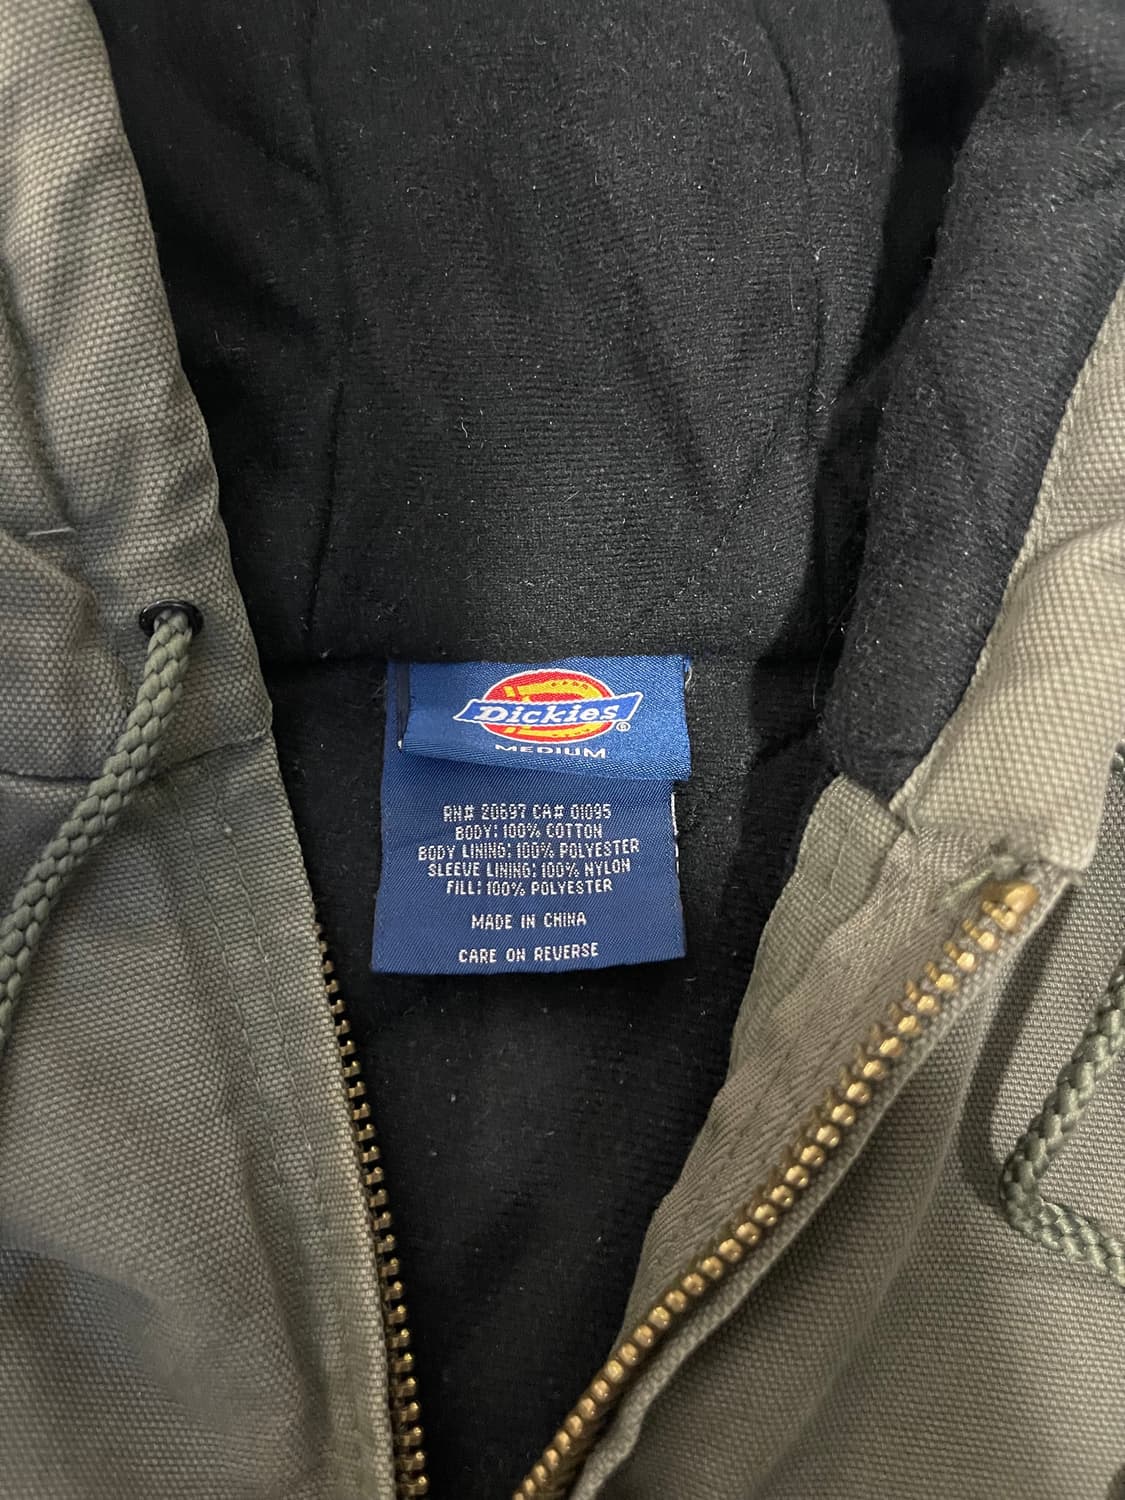 Dickies®
MEDIUM
RN# 20697 CA# 01095
BODY: 100% COTTON
BODY LINING: 100% POLYESTER
SLEEVE LINING: 100% NYLON
FILL: 100% POLYESTER
MADE IN CHINA
CARE ON REVERSE